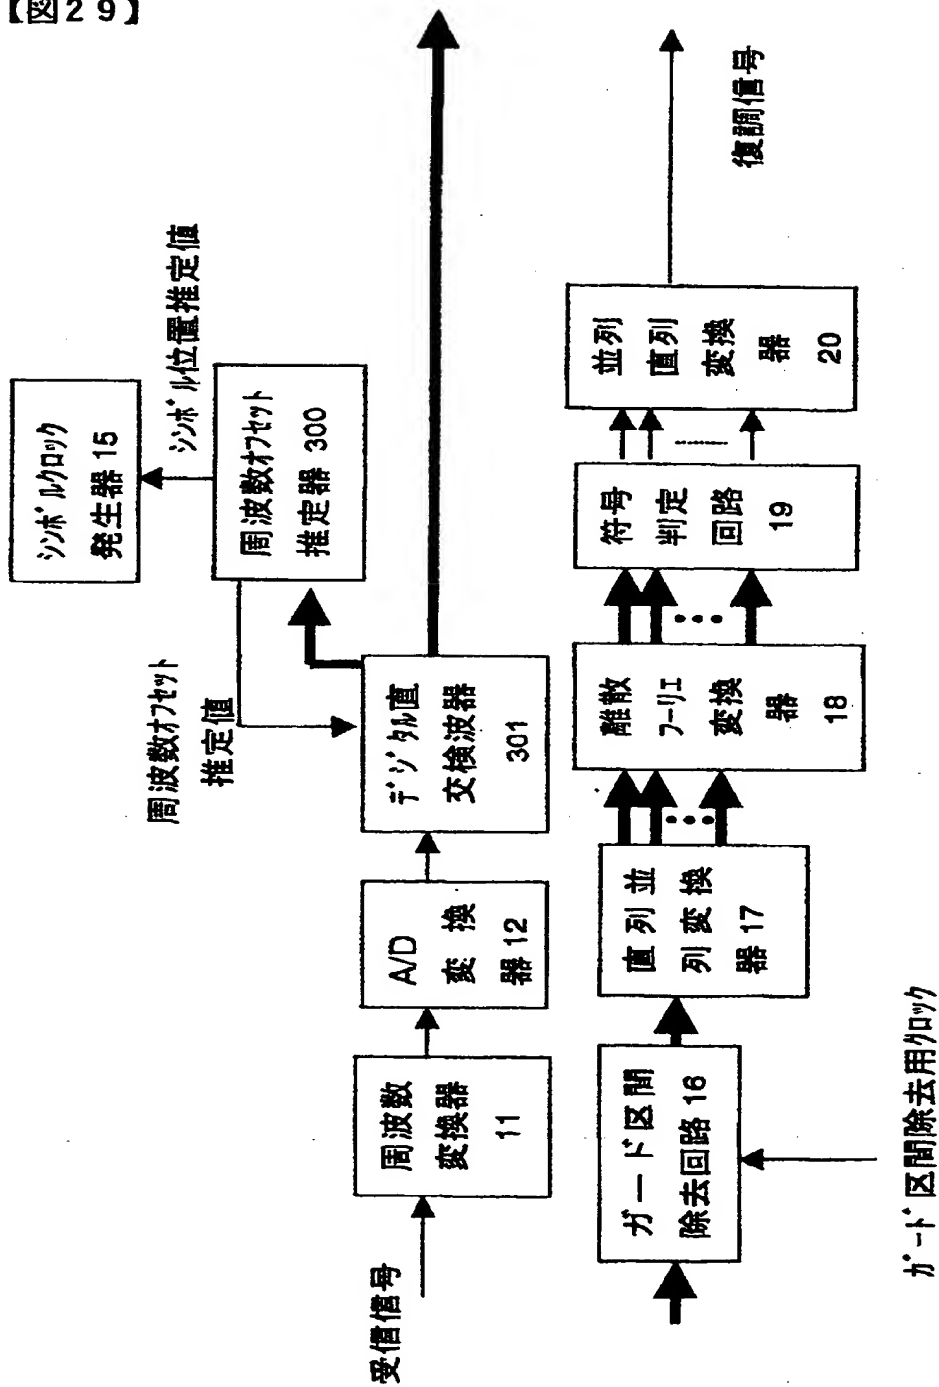 【図２９】
受信信号
周波数
変換器
11
A/D
変換
器12
デジタル直
交検波器
301
周波数オフセット
推定値
周波数オフセット
推定器 300
シンボル位置推定値
シンボルクロック
発生器 15
ガード区間
除去回路 16
ガード区間除去用クロック
直列並
列変換
器17
離散
フーリエ
変換
器
18
符号
判定
回路
19
並列
直列
変換
器
20
復調信号